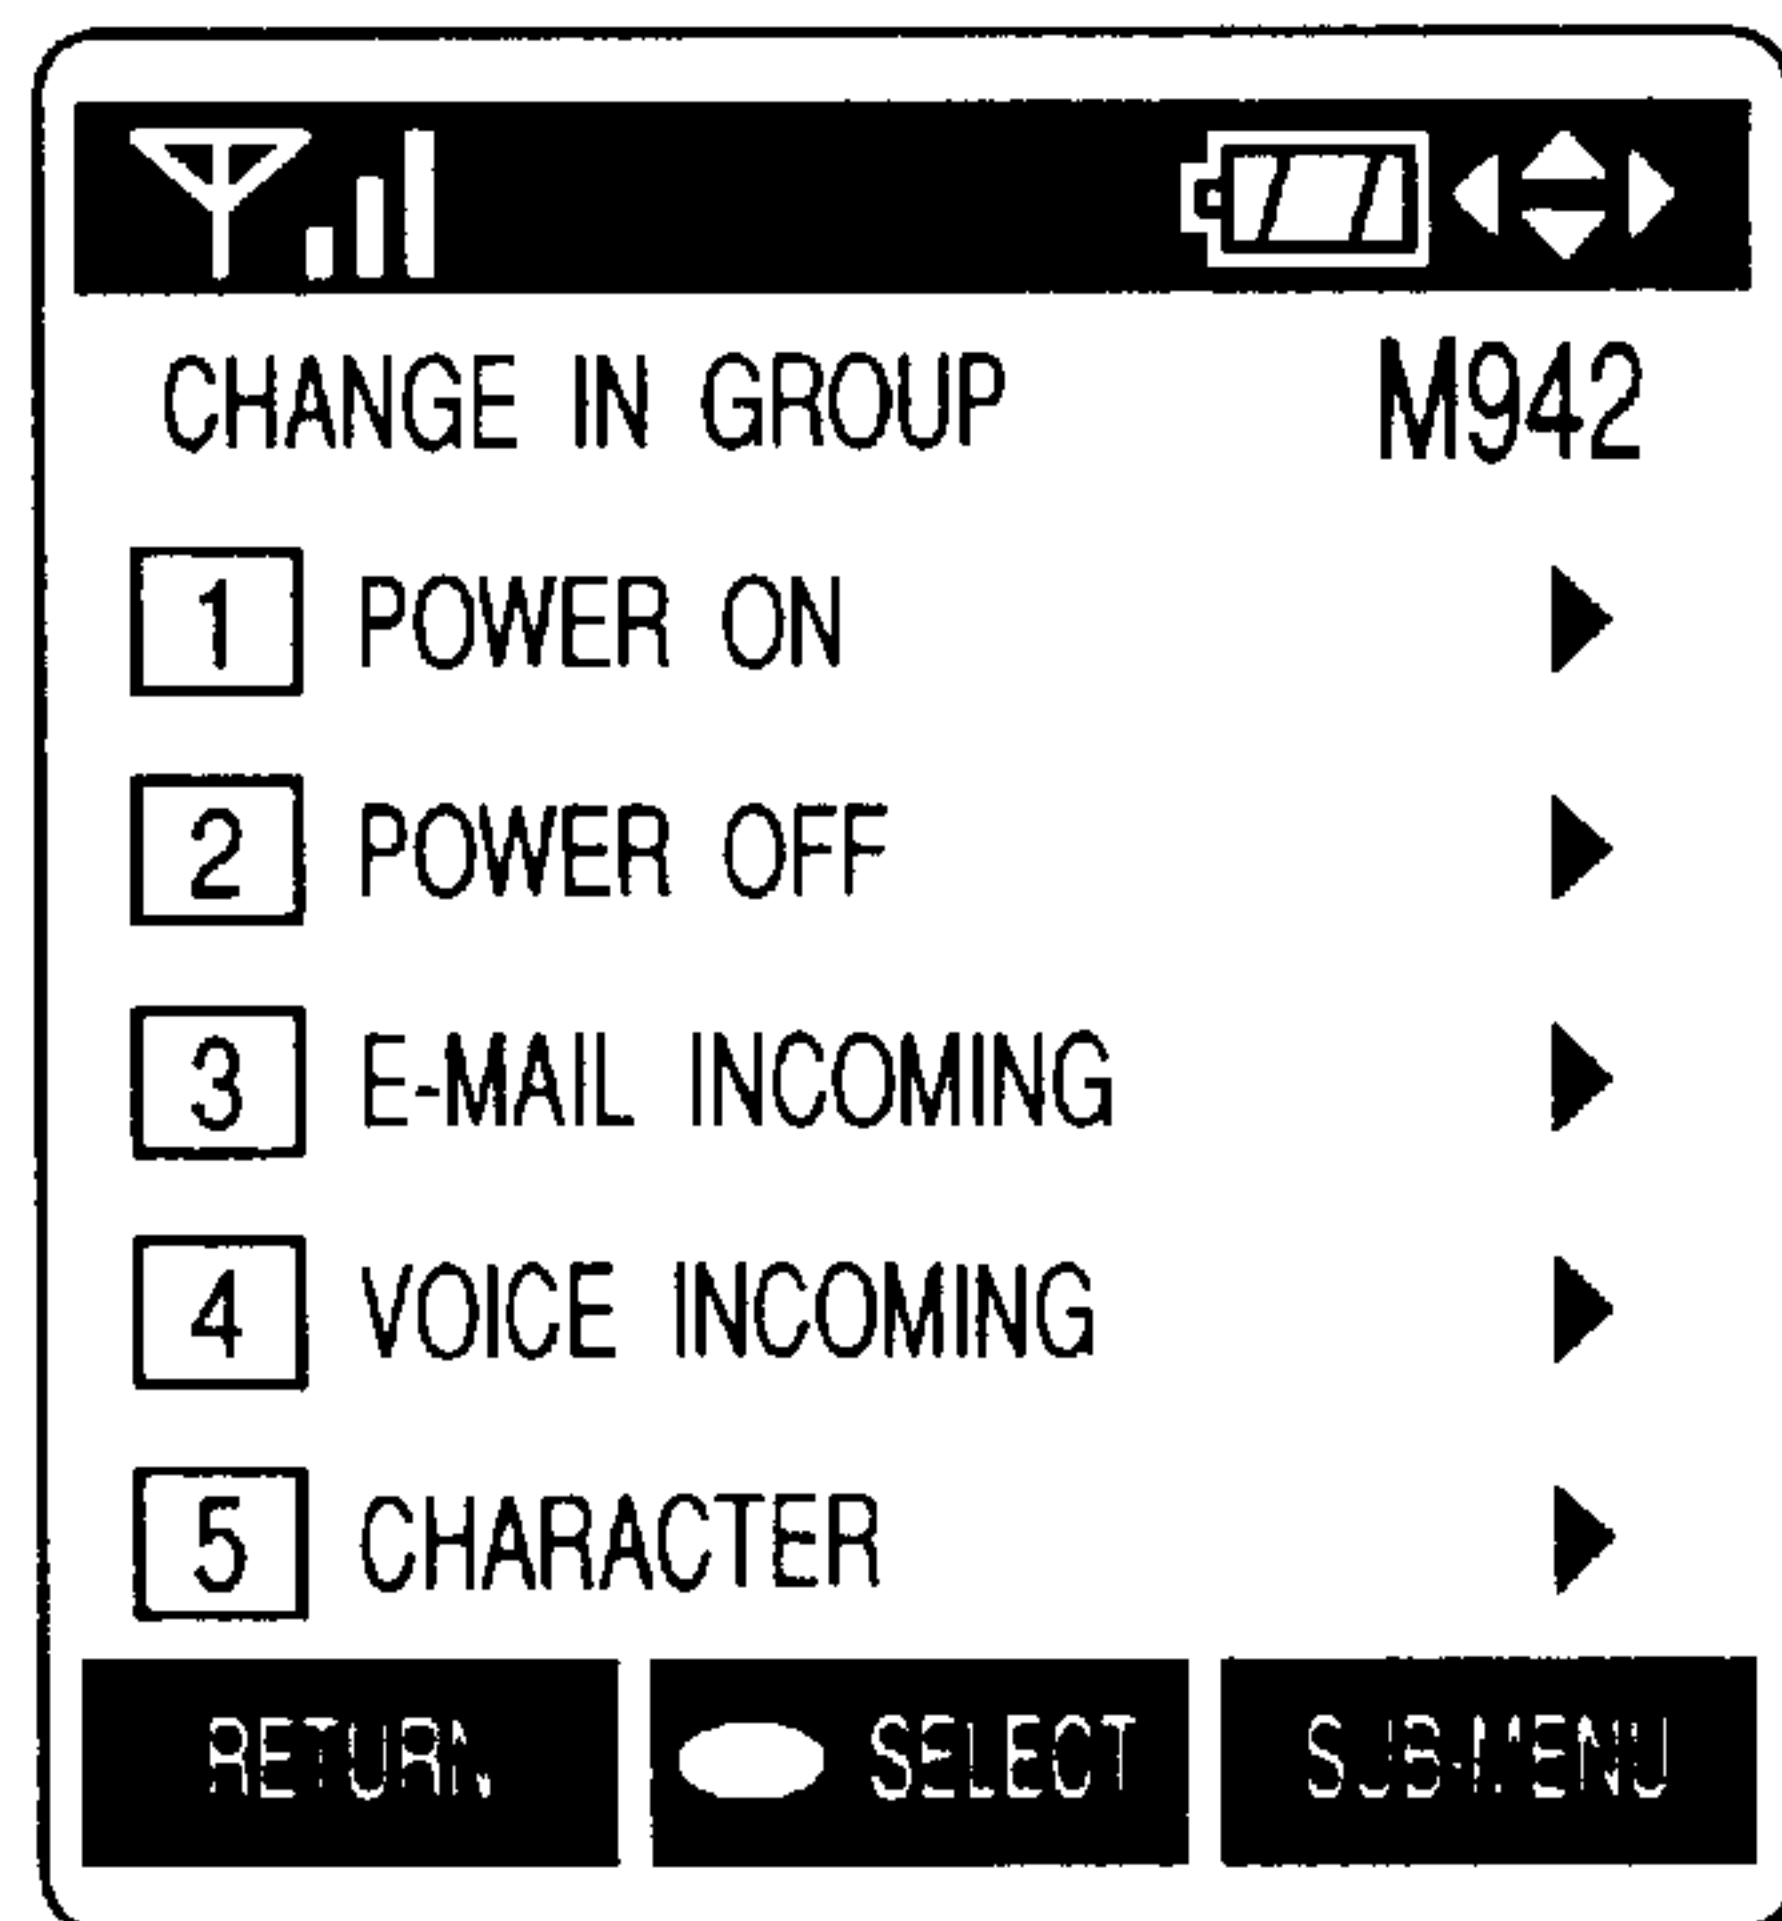 CHANGE IN GROUP M942
1 POWER ON
2 POWER OFF
3 E-MAIL INCOMING
4 VOICE INCOMING
5 CHARACTER
RETURN SELECT SUB-MENU